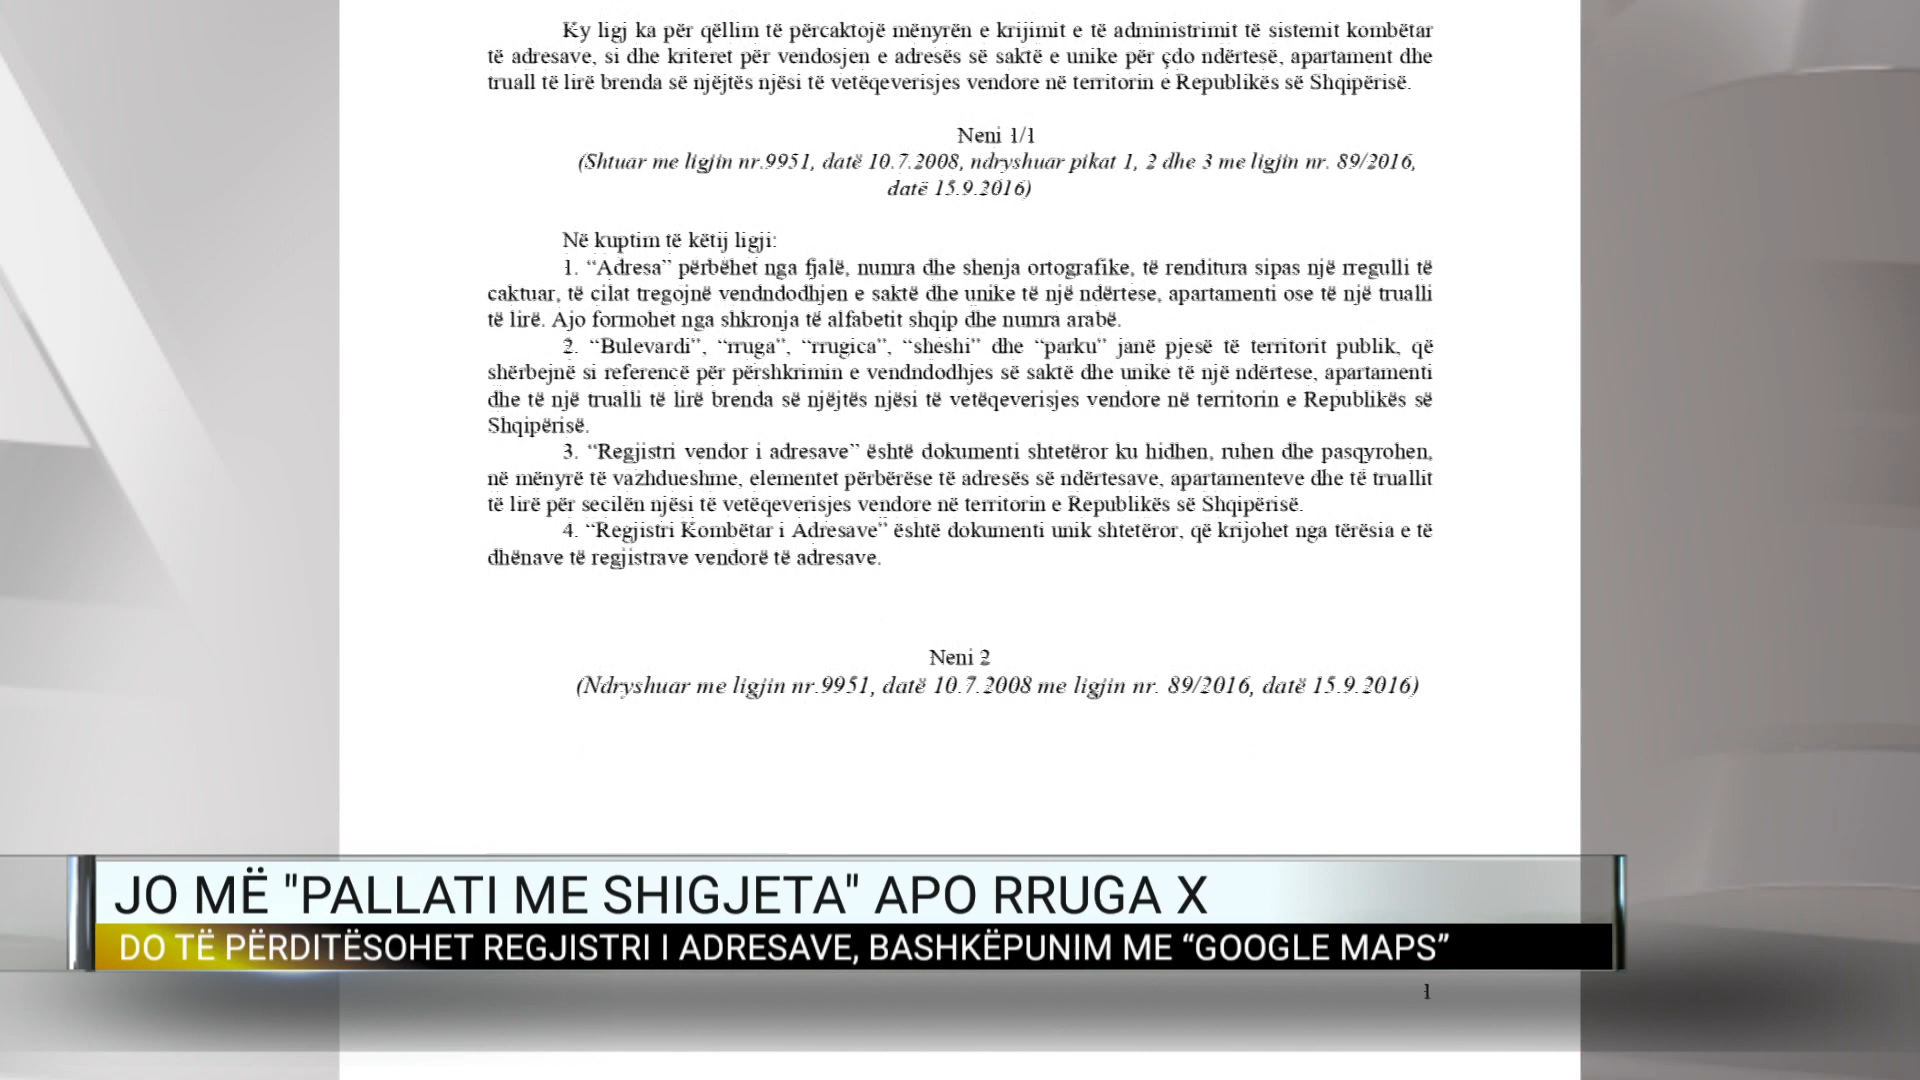 Ky ligj ka për qëllim të përcaktojë mënyrën e krijimit e të administrimit të sistemit kombëtar
të adresave, si dhe kriteret për vendosjen e adresës së saktë e unike për çdo ndërtesë, apartament dhe
truall të lirë brenda së njëjtës njësi të vetëqeverisjes vendore në territorin e Republikës së Shqipërisë.
Neni 1/1
(Shtuar me ligjin nr.9951, datë 10.7.2008, ndryshuar pikat 1, 2 dhe 3 me ligjin nr. 89/2016,
datë 15.9.2016)
Në kuptim të këtij ligji:
1. “Adresa” përbëhet nga fjalë, numra dhe shenja ortografike, të renditura sipas një rregulli të
caktuar, të cilat tregojnë vendndodhjen e saktë dhe unike të një ndërtese, apartamenti ose të një trualli
të lirë. Ajo formohet nga shkronja të alfabetit shqip dhe numra arabë.
2. “Bulevardi”, “rruga”, “rrugica”, “sheshi” dhe “parku” janë pjesë të territorit publik, që
shërbejnë si referencë për përshkrimin e vendndodhjes së saktë dhe unike të një ndërtese, apartamenti
dhe të një trualli të lirë brenda së njëjtës njësi të vetëqeverisjes vendore në territorin e Republikës së
Shqipërisë.
3. “Regjistri vendor i adresave” është dokumenti shtetëror ku hidhen, ruhen dhe pasqyrohen,
në mënyrë të vazhdueshme, elementet përbërëse të adresës së ndërtesave, apartamenteve dhe të truallit
të lirë për secilën njësi të vetëqeverisjes vendore në territorin e Republikës së Shqipërisë.
4. “Regjistri Kombëtar i Adresave” është dokumenti unik shtetëror, që krijohet nga tërësia e të
dhënave të regjistrave vendorë të adresave.
Neni 2
(Ndryshuar me ligjin nr.9951, datë 10.7.2008 me ligjin nr. 89/2016, datë 15.9.2016)
JO MË "PALLATI ME SHIGJETA" APO RRUGA X
DO TË PËRDITËSOHET REGJISTRI I ADRESAVE, BASHKËPUNIM ME “GOOGLE MAPS”
1